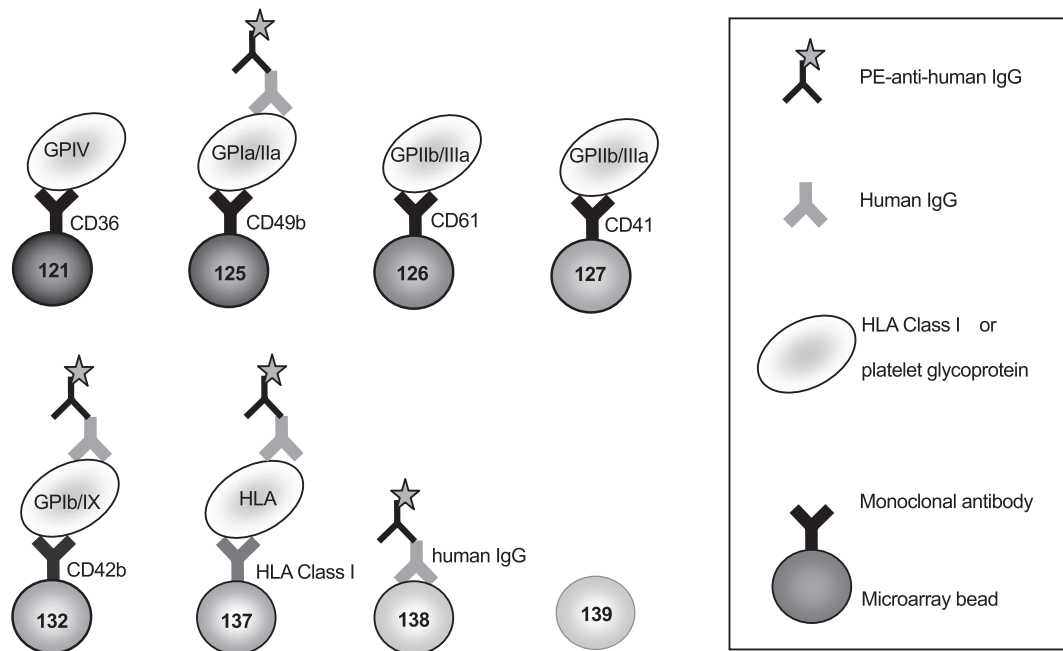 GPIV
CD36
121
GPIa/IIa
CD49b
125
GPIIb/IIIa
CD61
126
GPIIb/IIIa
CD41
127
GPIb/IX
CD42b
132
HLA
HLA Class I
137
human IgG
138
139
PE-anti-human IgG
Human IgG
HLA Class I or
platelet glycoprotein
Monoclonal antibody
Microarray bead